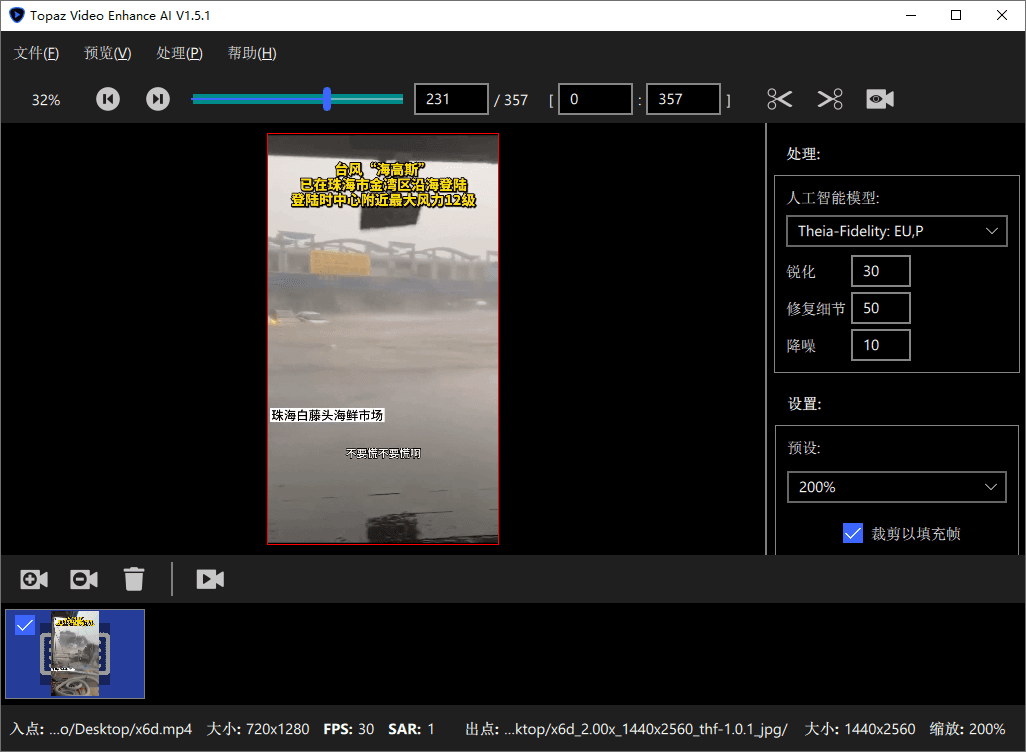 Topaz Video Enhance AI V1.5.1
文件(F) 预览(V) 处理(P) 帮助(H)
32% 231 / 357 [ 0 : 357 ]
台风“海高斯”
已在珠海市金湾区沿海登陆
登陆时中心附近最大风力12级
珠海白藤头海鲜市场
不要慌不要慌啊
处理:
人工智能模型:
Theia-Fidelity: EU,P
锐化 30
修复细节 50
降噪 10
设置:
预设:
200%
裁剪以填充帧
入点: ...o/Desktop/x6d.mp4 大小: 720x1280 FPS: 30 SAR: 1 出点: ...ktop/x6d_2.00x_1440x2560_thf-1.0.1_jpg/ 大小: 1440x2560 缩放: 200%